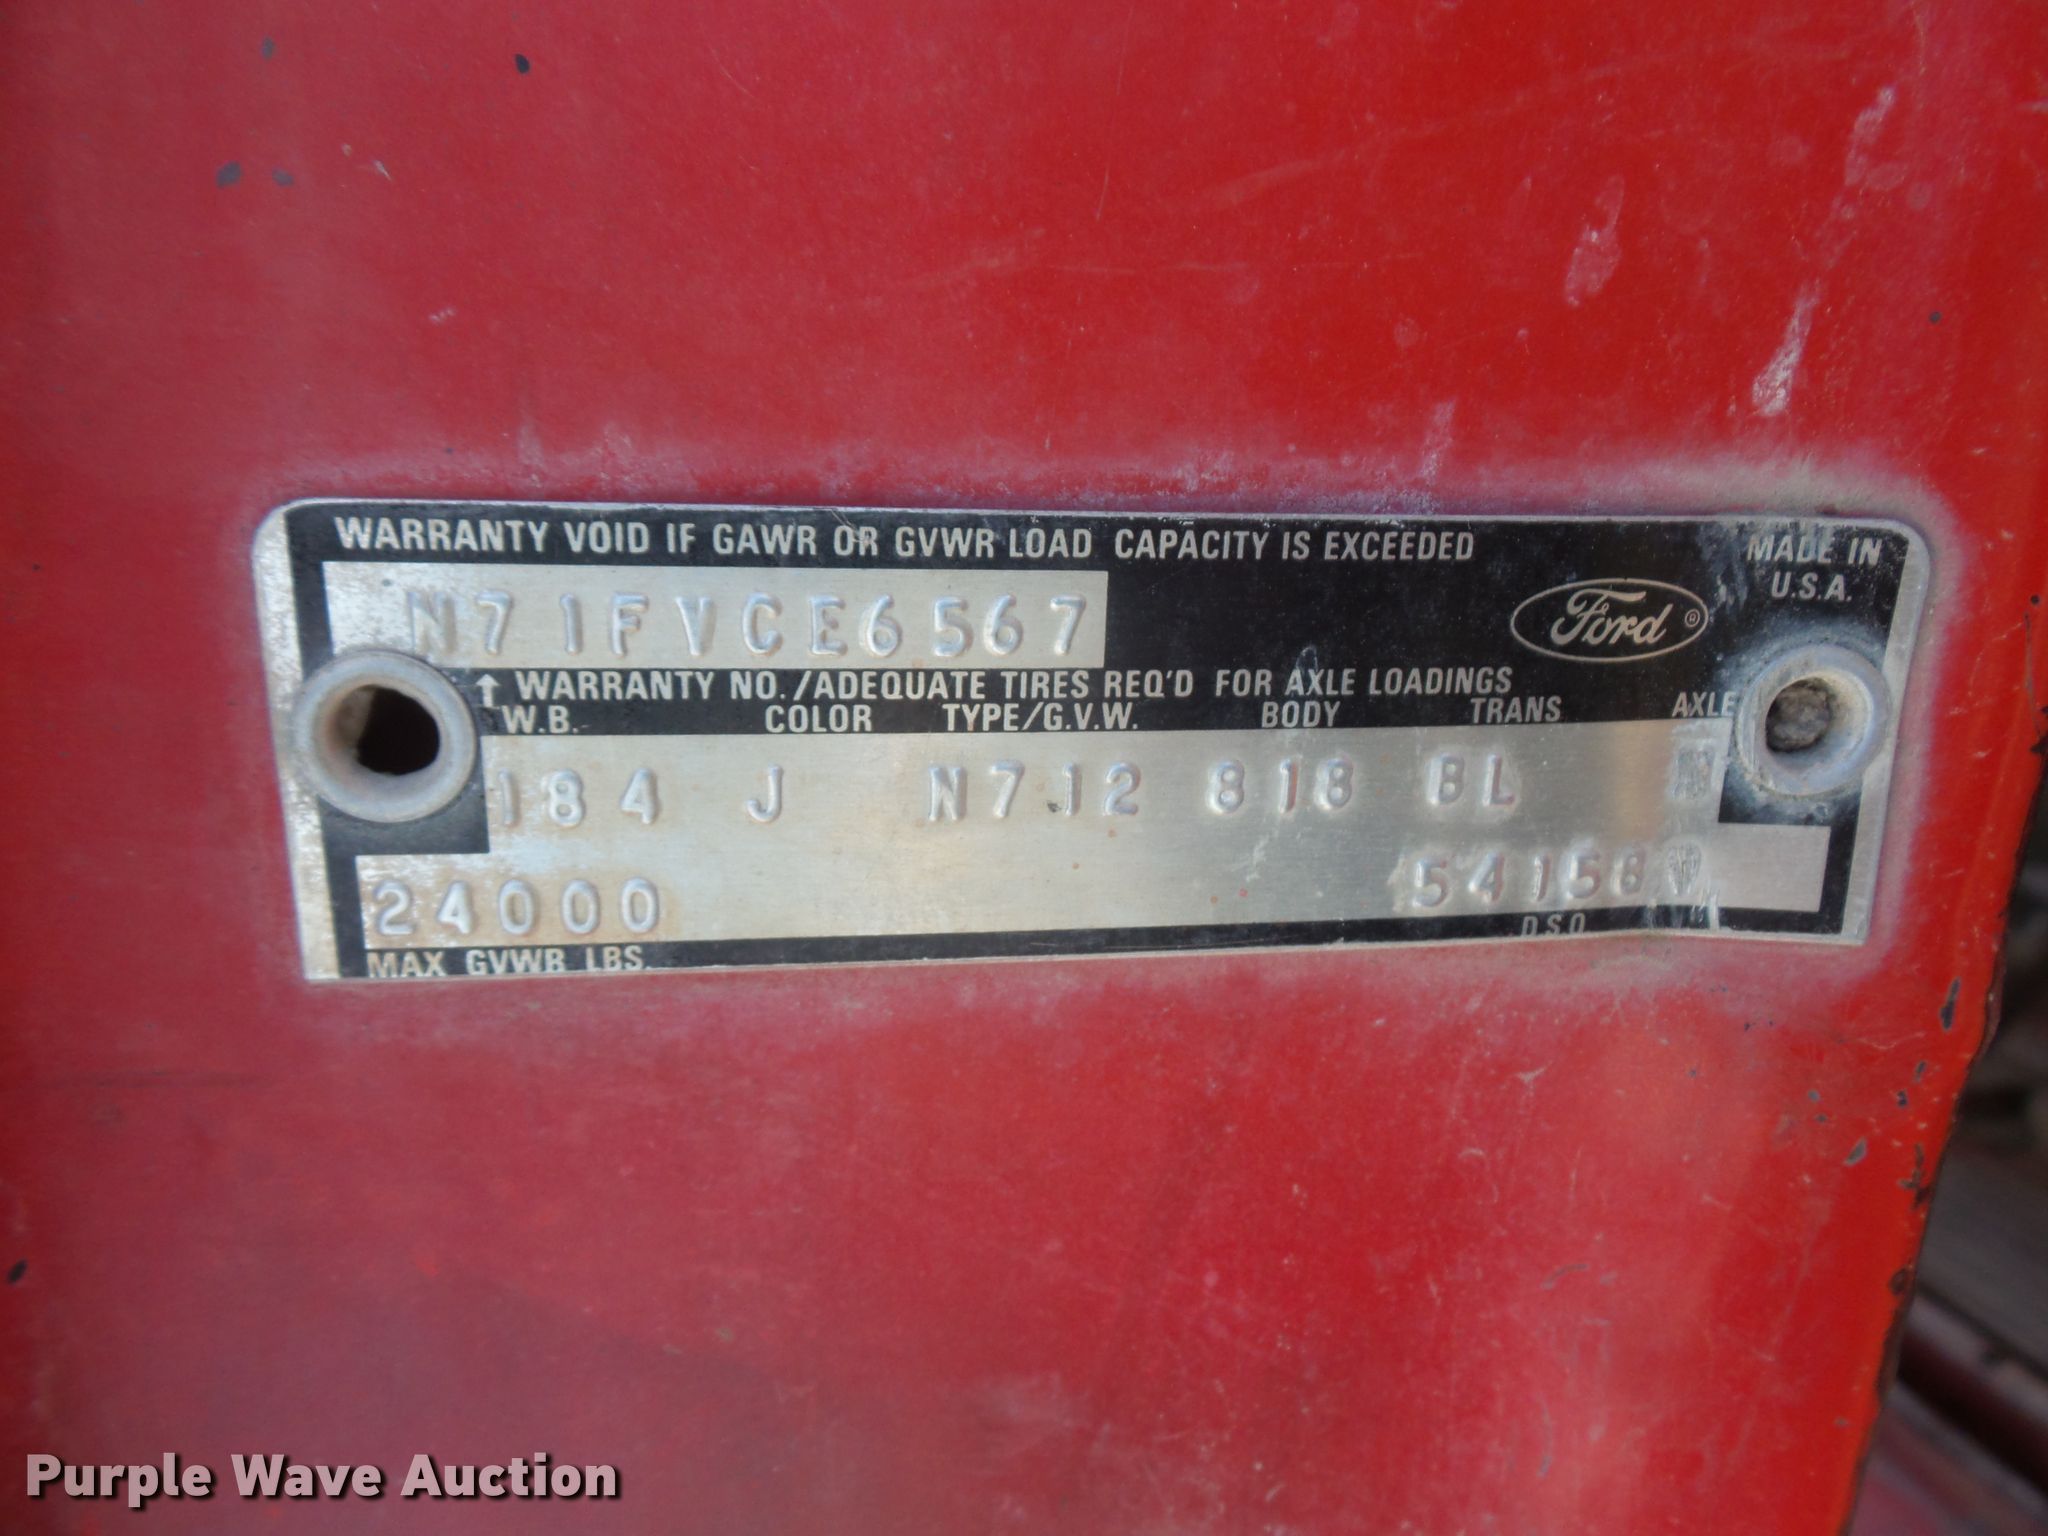 WARRANTY VOID IF GAWR OR GVWR LOAD CAPACITY IS EXCEEDED
MADE IN
U.S.A.
N71FVCE6567
Ford ®
↑ WARRANTY NO./ADEQUATE TIRES REQ'D FOR AXLE LOADINGS
W.B. COLOR TYPE/G.V.W. BODY TRANS AXLE
184 J N712 818 BL
24000 54158
MAX GVWR LBS. D.S.O
Purple Wave Auction